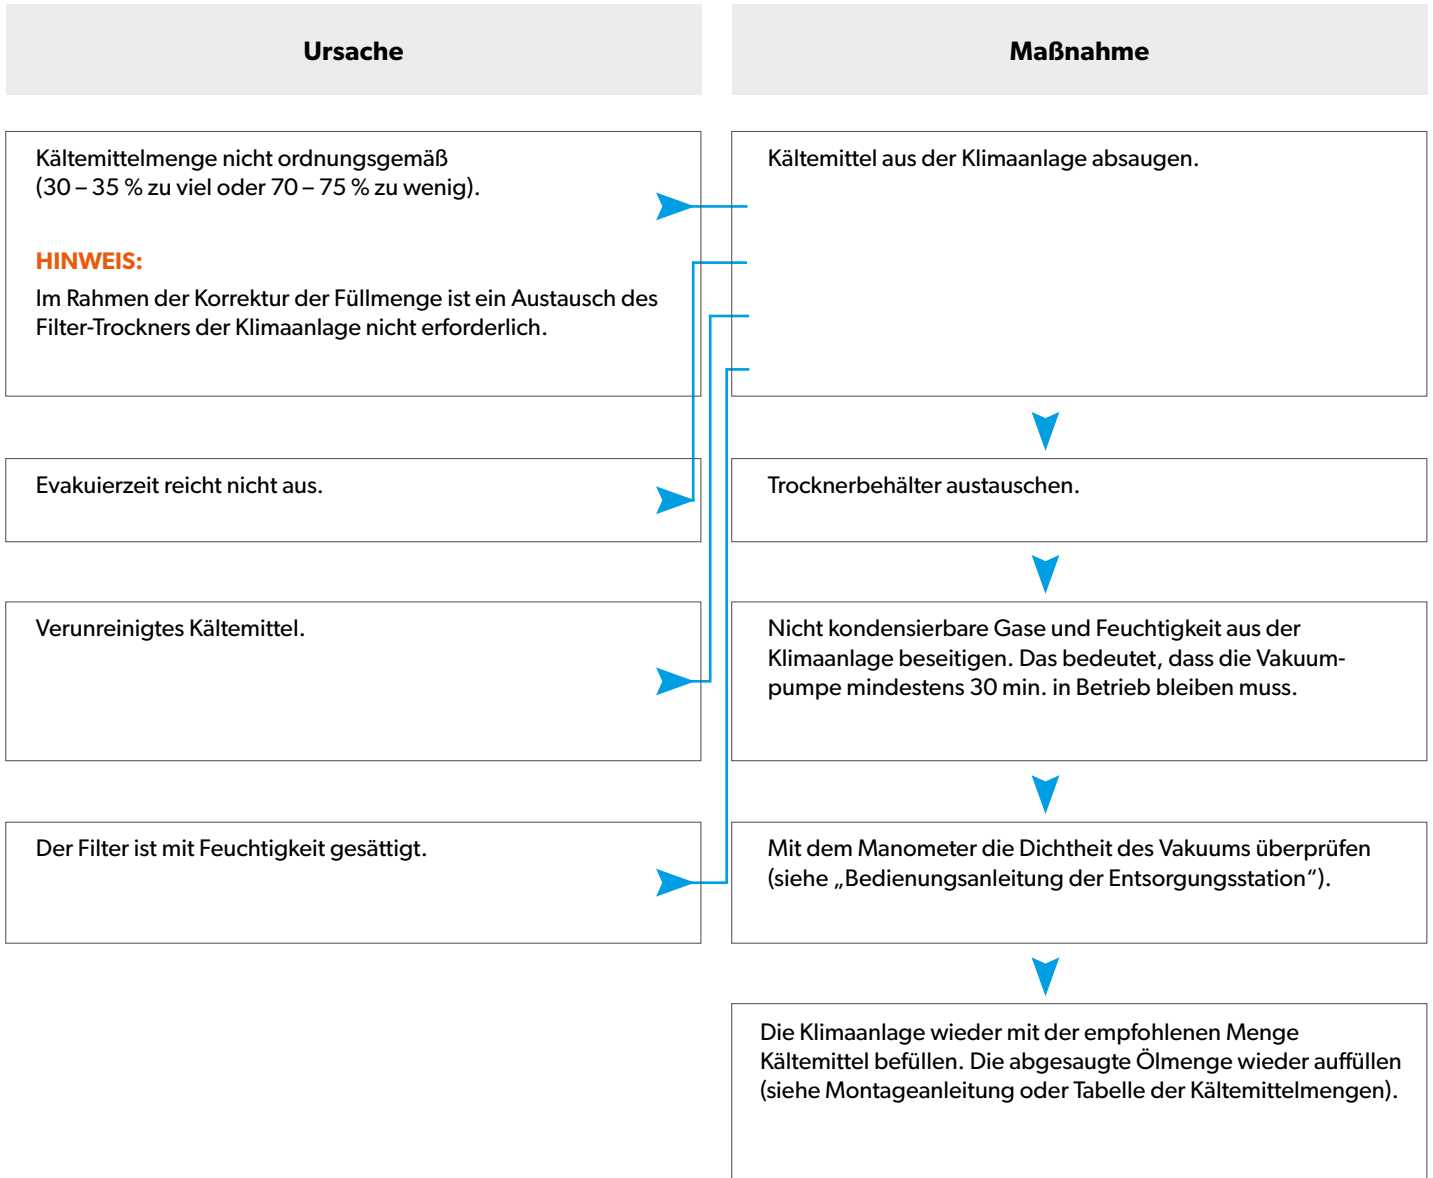 Ursache
Maßnahme
Kältemittelmenge nicht ordnungsgemäß
(30 – 35 % zu viel oder 70 – 75 % zu wenig).
HINWEIS:
Im Rahmen der Korrektur der Füllmenge ist ein Austausch des
Filter-Trockners der Klimaanlage nicht erforderlich.
Kältemittel aus der Klimaanlage absaugen.
Evakuierzeit reicht nicht aus.
Trocknerbehälter austauschen.
Verunreinigtes Kältemittel.
Nicht kondensierbare Gase und Feuchtigkeit aus der
Klimaanlage beseitigen. Das bedeutet, dass die Vakuum-
pumpe mindestens 30 min. in Betrieb bleiben muss.
Der Filter ist mit Feuchtigkeit gesättigt.
Mit dem Manometer die Dichtheit des Vakuums überprüfen
(siehe „Bedienungsanleitung der Entsorgungsstation“).
Die Klimaanlage wieder mit der empfohlenen Menge
Kältemittel befüllen. Die abgesaugte Ölmenge wieder auffüllen
(siehe Montageanleitung oder Tabelle der Kältemittelmengen).